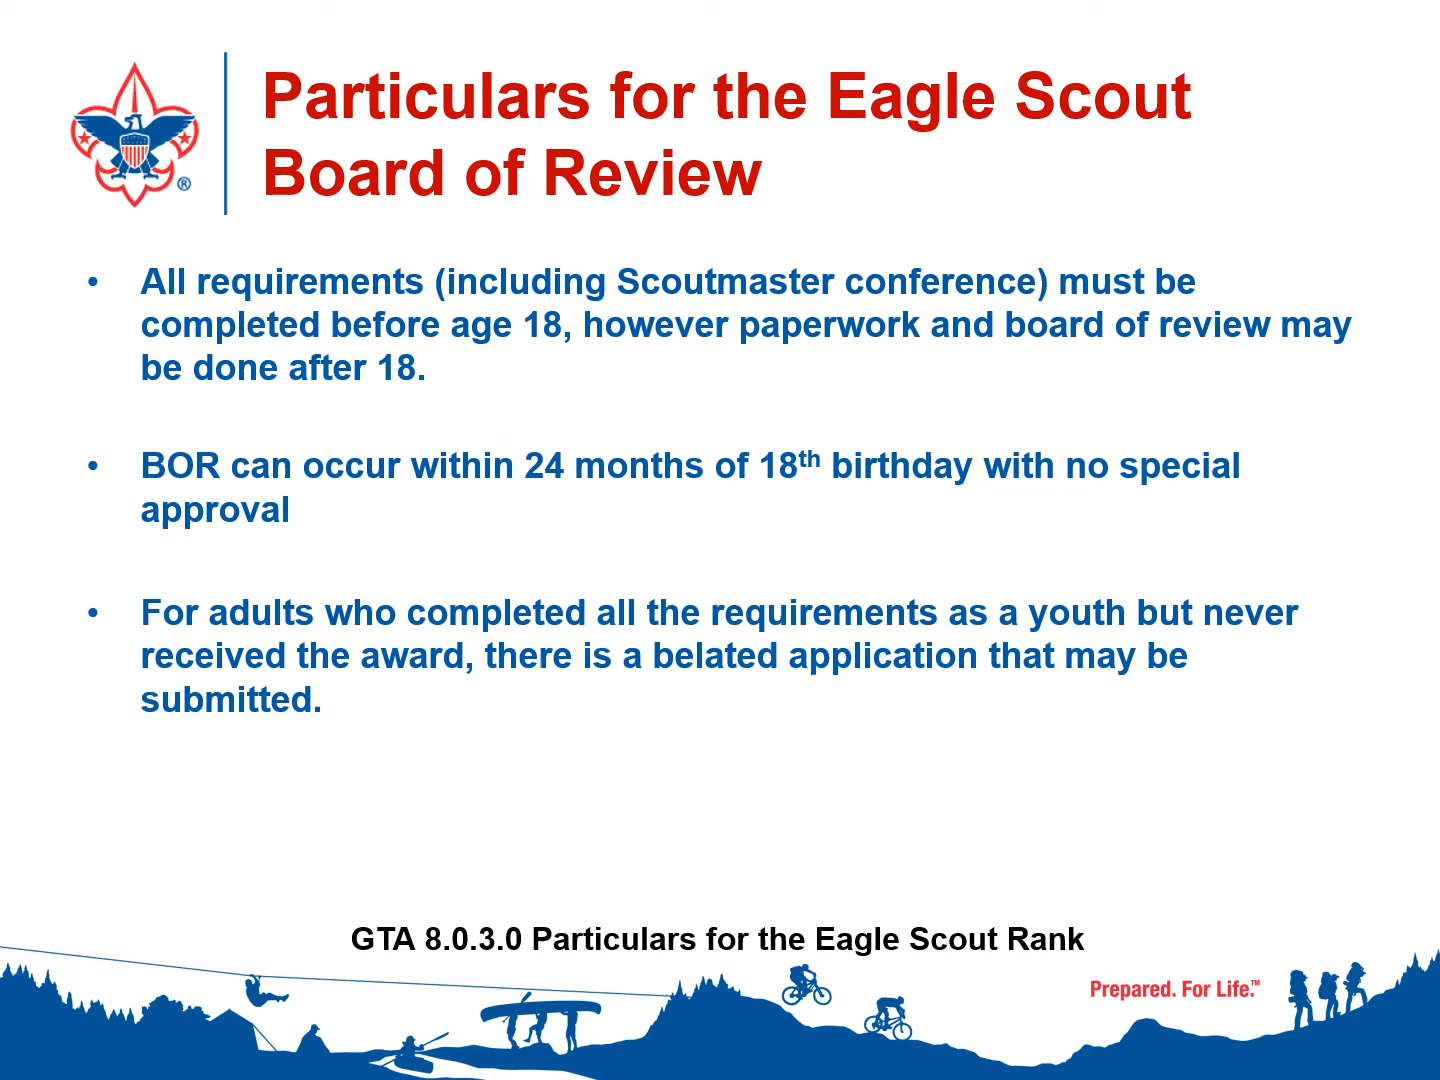 Particulars for the Eagle Scout
Board of Review
®
• All requirements (including Scoutmaster conference) must be
completed before age 18, however paperwork and board of review may
be done after 18.
• BOR can occur within 24 months of 18th birthday with no special
approval
• For adults who completed all the requirements as a youth but never
received the award, there is a belated application that may be
submitted.
GTA 8.0.3.0 Particulars for the Eagle Scout Rank
Prepared. For Life.™